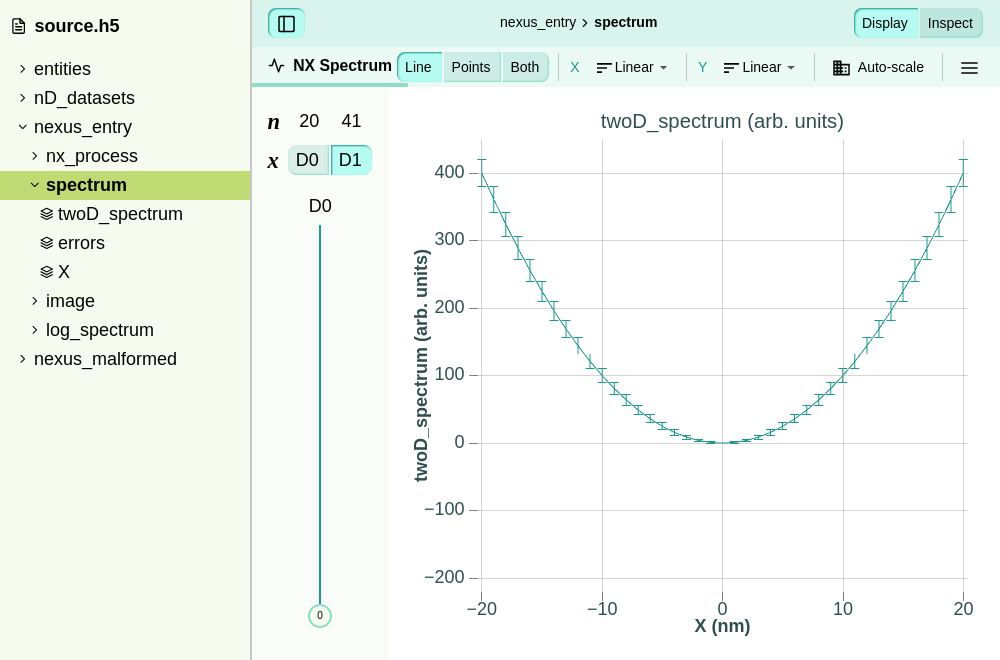 source.h5
entities
nD_datasets
nexus_entry
nx_process
spectrum
twoD_spectrum
errors
X
image
log_spectrum
nexus_malformed
nexus_entry › spectrum
Display
Inspect
NX Spectrum
Line
Points
Both
X
Linear
Y
Linear
Auto-scale
n 20 41
x D0 D1
D0
0
twoD_spectrum (arb. units)
twoD_spectrum (arb. units)
400
300
200
100
0
−100
−200
−20 −10 0 10 20
X (nm)